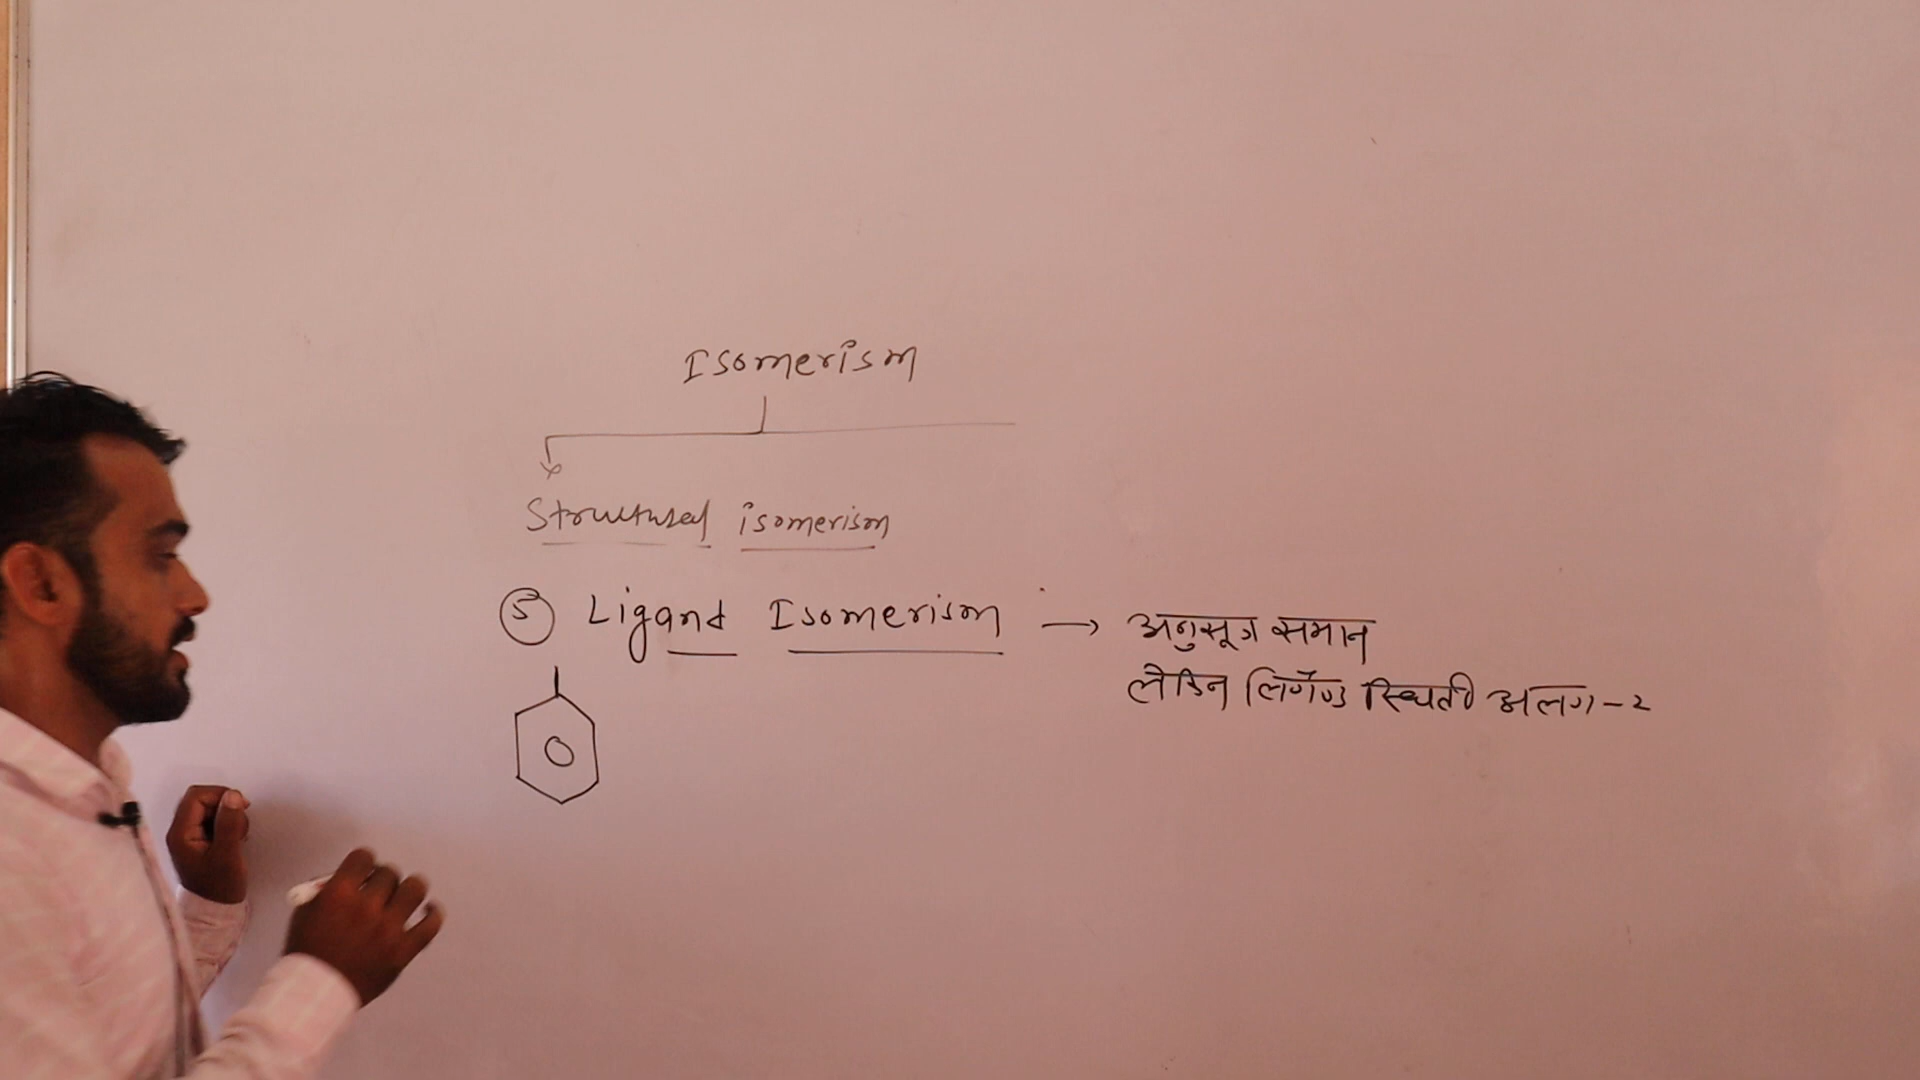 Isomerism
Structural isomerism
5 Ligand Isomerism → अणुसूत्र समान
लेकिन लिगेण्ड स्थिती अलग-2